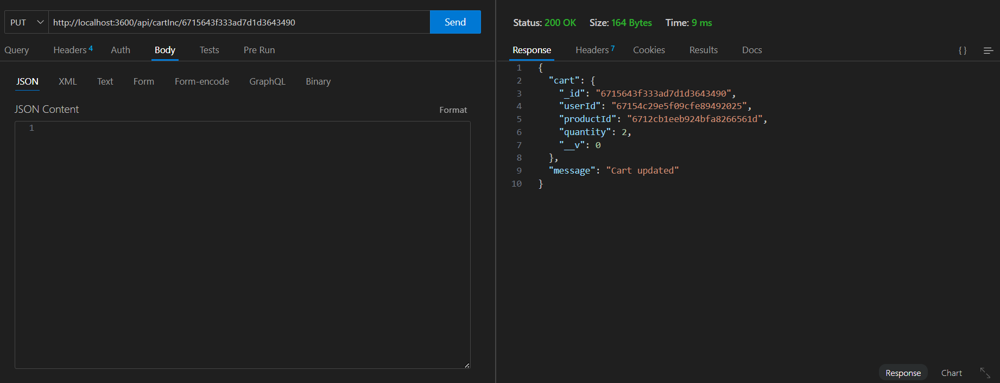 PUT http://localhost:3600/api/cartInc/6715643f333ad7d1d3643490 Send
Query Headers 4 Auth Body Tests Pre Run
JSON XML Text Form Form-encode GraphQL Binary
JSON Content Format
1
Status: 200 OK Size: 164 Bytes Time: 9 ms
Response Headers 7 Cookies Results Docs { }
1 {
2 "cart": {
3 "_id": "6715643f333ad7d1d3643490",
4 "userId": "67154c29e5f09cfe89492025",
5 "productId": "6712cb1eeb924bfa8266561d",
6 "quantity": 2,
7 "__v": 0
8 },
9 "message": "Cart updated"
10 }
Response Chart